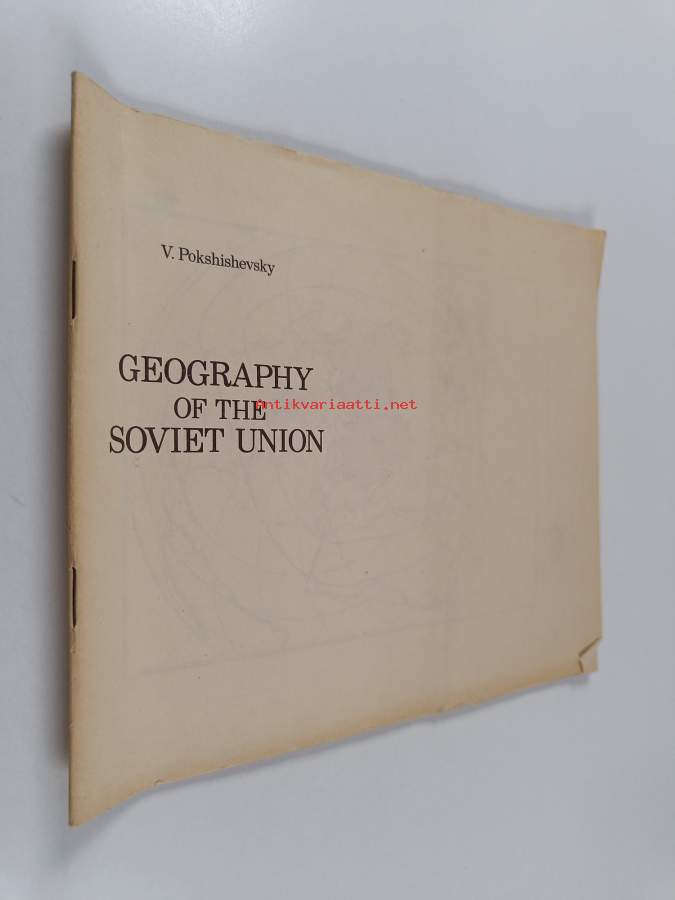 V. Pokshishevsky
GEOGRAPHY
OF THE
Antikvariaatti.net
SOVIET UNION